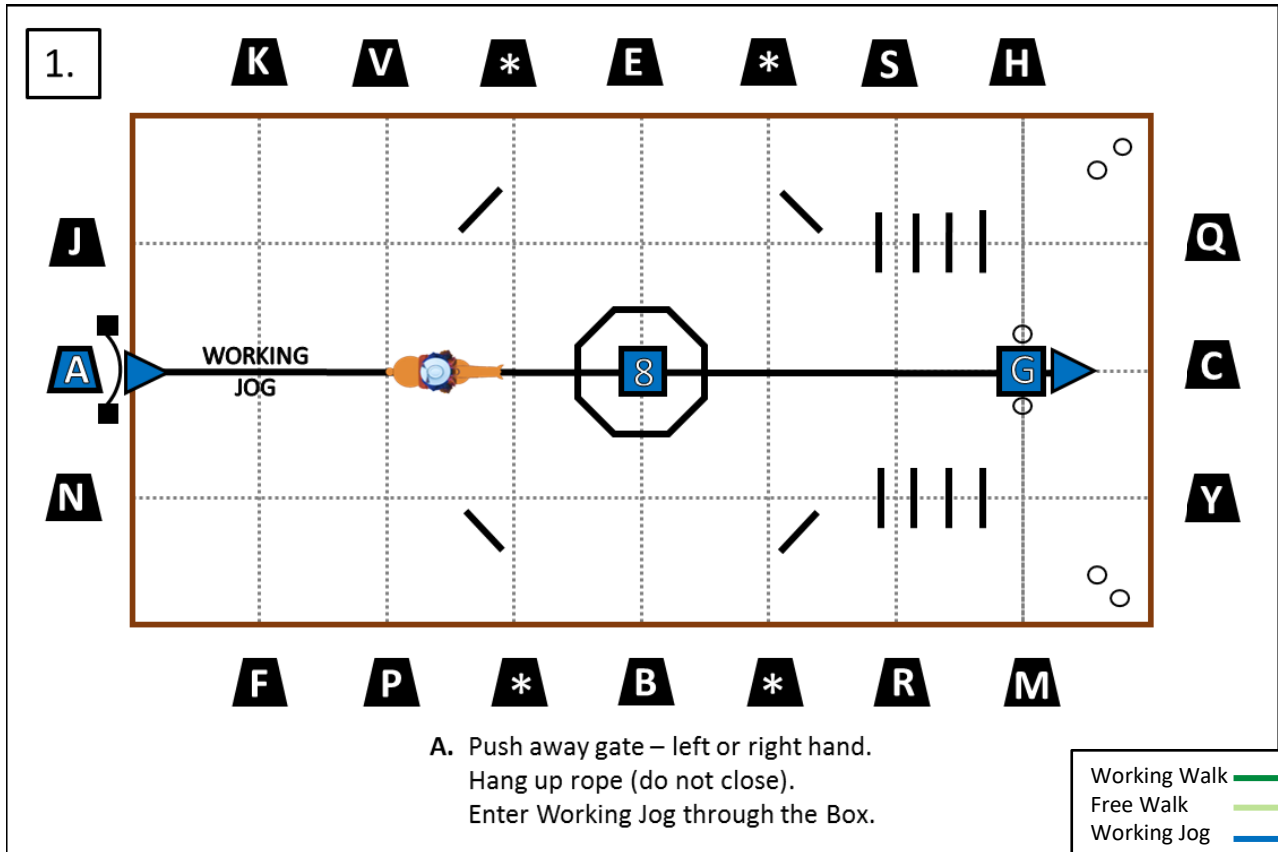 1.
K V * E * S H
J
Q
WORKING
JOG
A
8
G
C
N
Y
F P * B * R M
A. Push away gate – left or right hand.
Hang up rope (do not close).
Enter Working Jog through the Box.
Working Walk
Free Walk
Working Jog